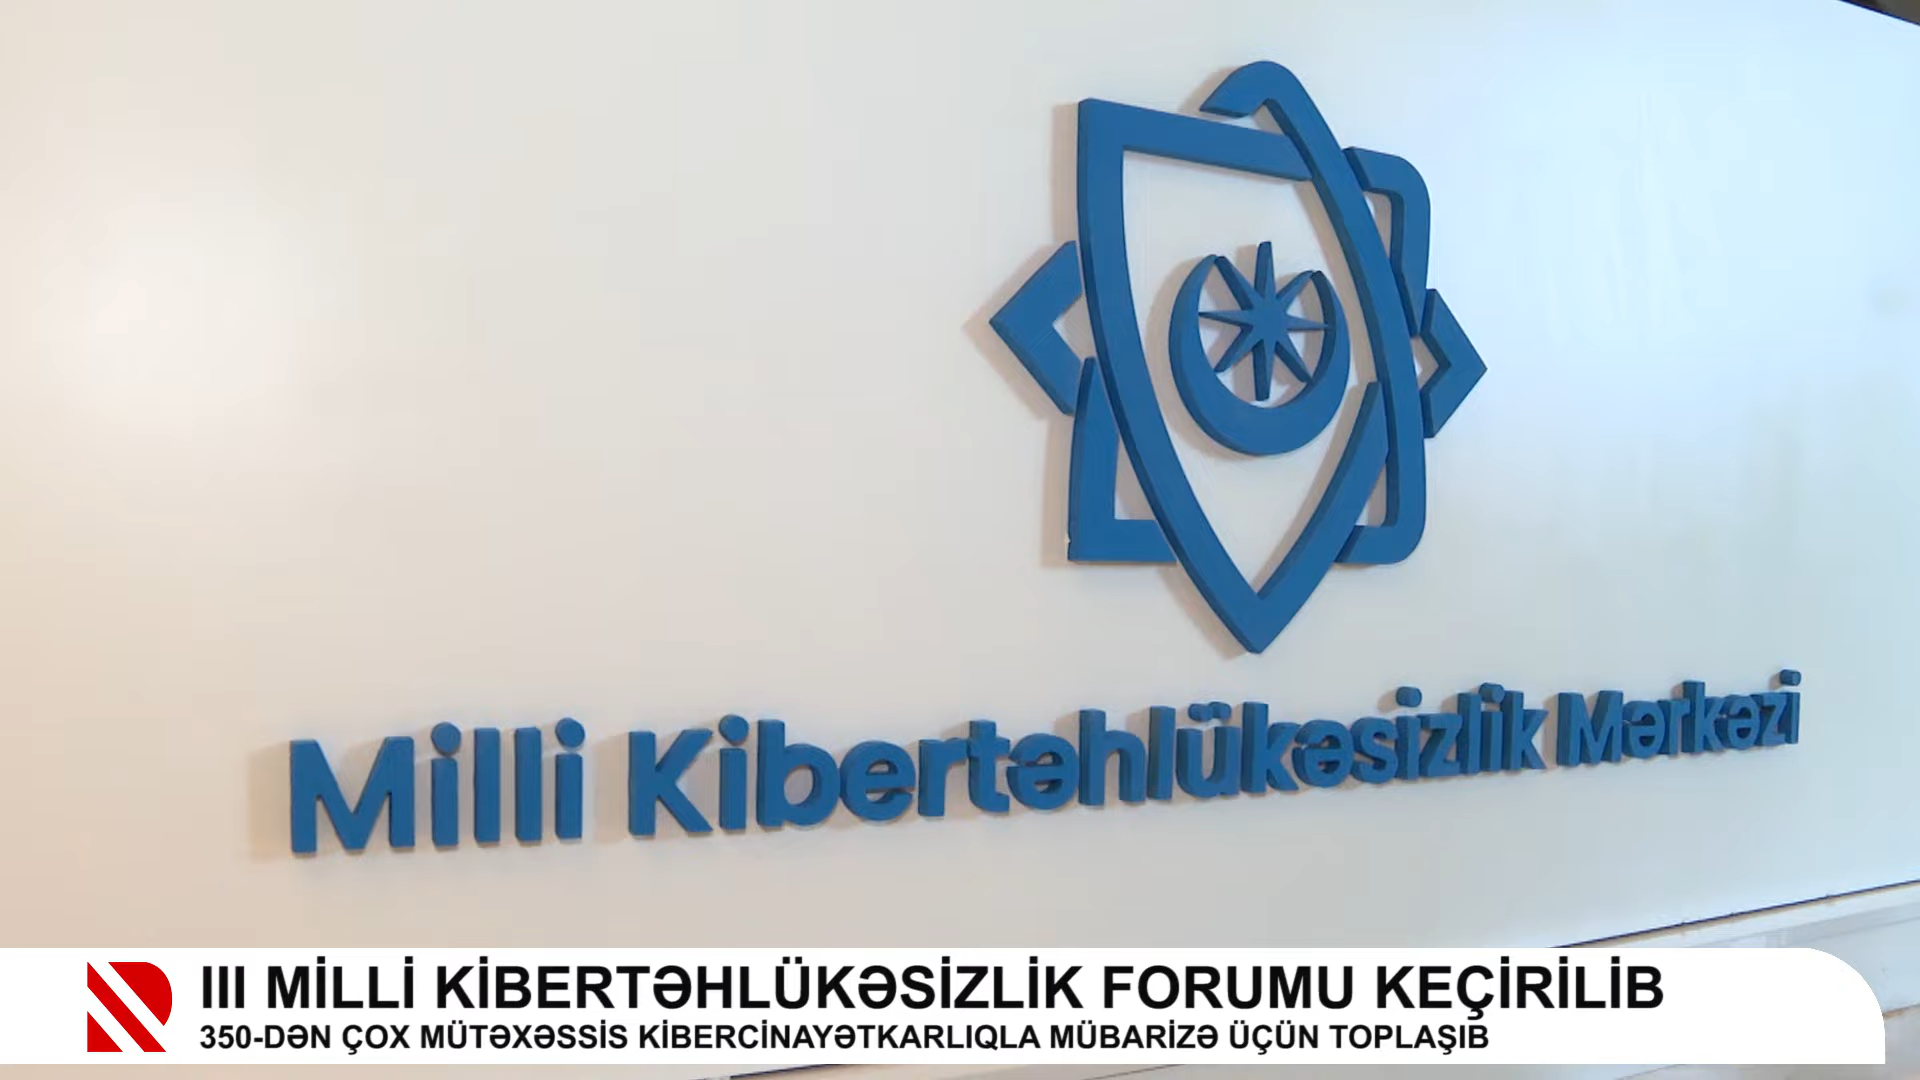 Milli Kibertəhlükəsizlik Mərkəzi
III MİLLİ KİBERTƏHLÜKƏSİZLİK FORUMU KEÇİRİLİB
350-DƏN ÇOX MÜTƏXƏSSİS KİBERCİNAYƏTKARLIQLA MÜBARİZƏ ÜÇÜN TOPLAŞIB